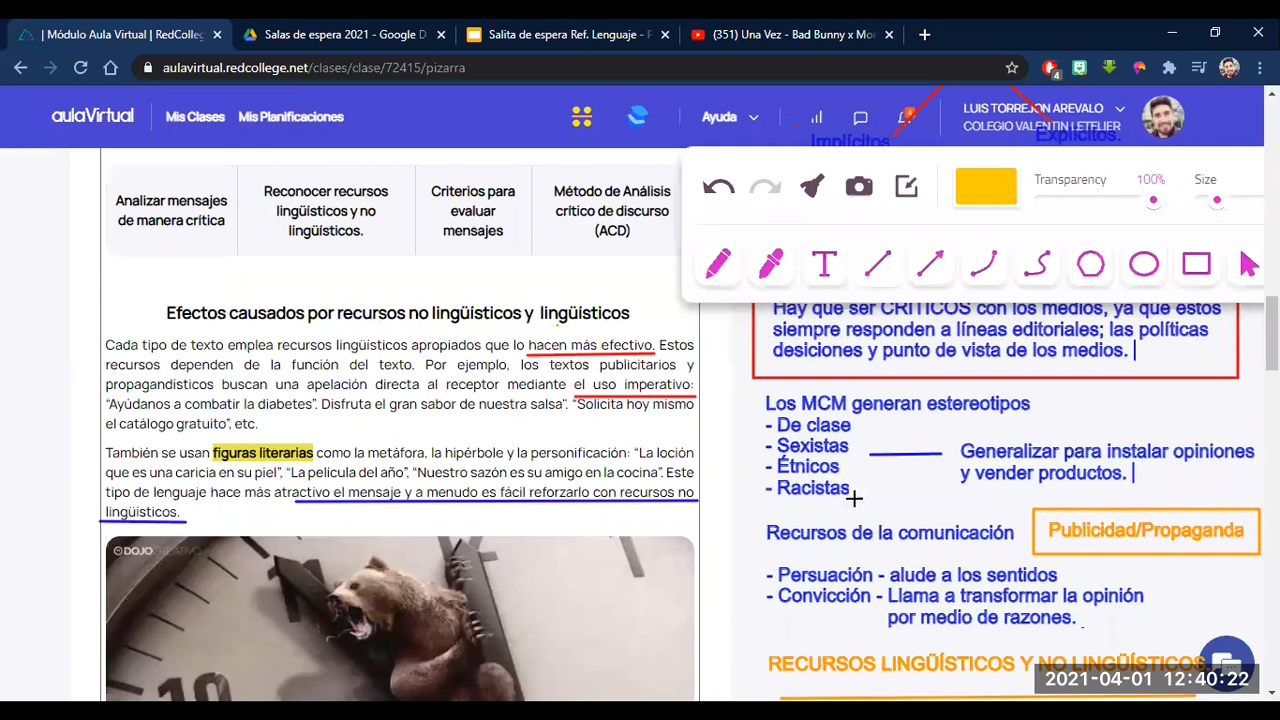 | Módulo Aula Virtual | RedColleg
Salas de espera 2021 - Google D
Salita de espera Ref. Lenguaje - P
(351) Una Vez - Bad Bunny x Mor
aulavirtual.redcollege.net/clases/clase/72415/pizarra
4
aulaVirtual
Mis Clases
Mis Planificaciones
Ayuda
LUIS TORREJON AREVALO
COLEGIO VALENTIN LETELIER
Implícitos
Explícitos.
Transparency
100%
Size
T
Analizar mensajes
de manera crítica
Reconocer recursos
lingüísticos y no
lingüísticos.
Criterios para
evaluar
mensajes
Método de Análisis
crítico de discurso
(ACD)
Efectos causados por recursos no lingüísticos y lingüísticos
Cada tipo de texto emplea recursos lingüísticos apropiados que lo hacen más efectivo. Estos
recursos dependen de la función del texto. Por ejemplo, los textos publicitarios y
propagandísticos buscan una apelación directa al receptor mediante el uso imperativo:
“Ayúdanos a combatir la diabetes”. Disfruta el gran sabor de nuestra salsa”. “Solicita hoy mismo
el catálogo gratuito”, etc.
También se usan figuras literarias como la metáfora, la hipérbole y la personificación: “La loción
que es una caricia en su piel”, “La película del año”, “Nuestro sazón es su amigo en la cocina”. Este
tipo de lenguaje hace más atractivo el mensaje y a menudo es fácil reforzarlo con recursos no
lingüísticos.
DOJO CREATIVO
10
Hay que ser CRÍTICOS con los medios, ya que estos
siempre responden a líneas editoriales; las políticas
desiciones y punto de vista de los medios.
Los MCM generan estereotipos
- De clase
- Sexistas
- Étnicos
- Racistas
Generalizar para instalar opiniones
y vender productos.
Recursos de la comunicación
Publicidad/Propaganda
- Persuación - alude a los sentidos
- Convicción - Llama a transformar la opinión
por medio de razones.
RECURSOS LINGÜÍSTICOS Y NO LINGÜÍSTICOS.
2021-04-01 12:40:22